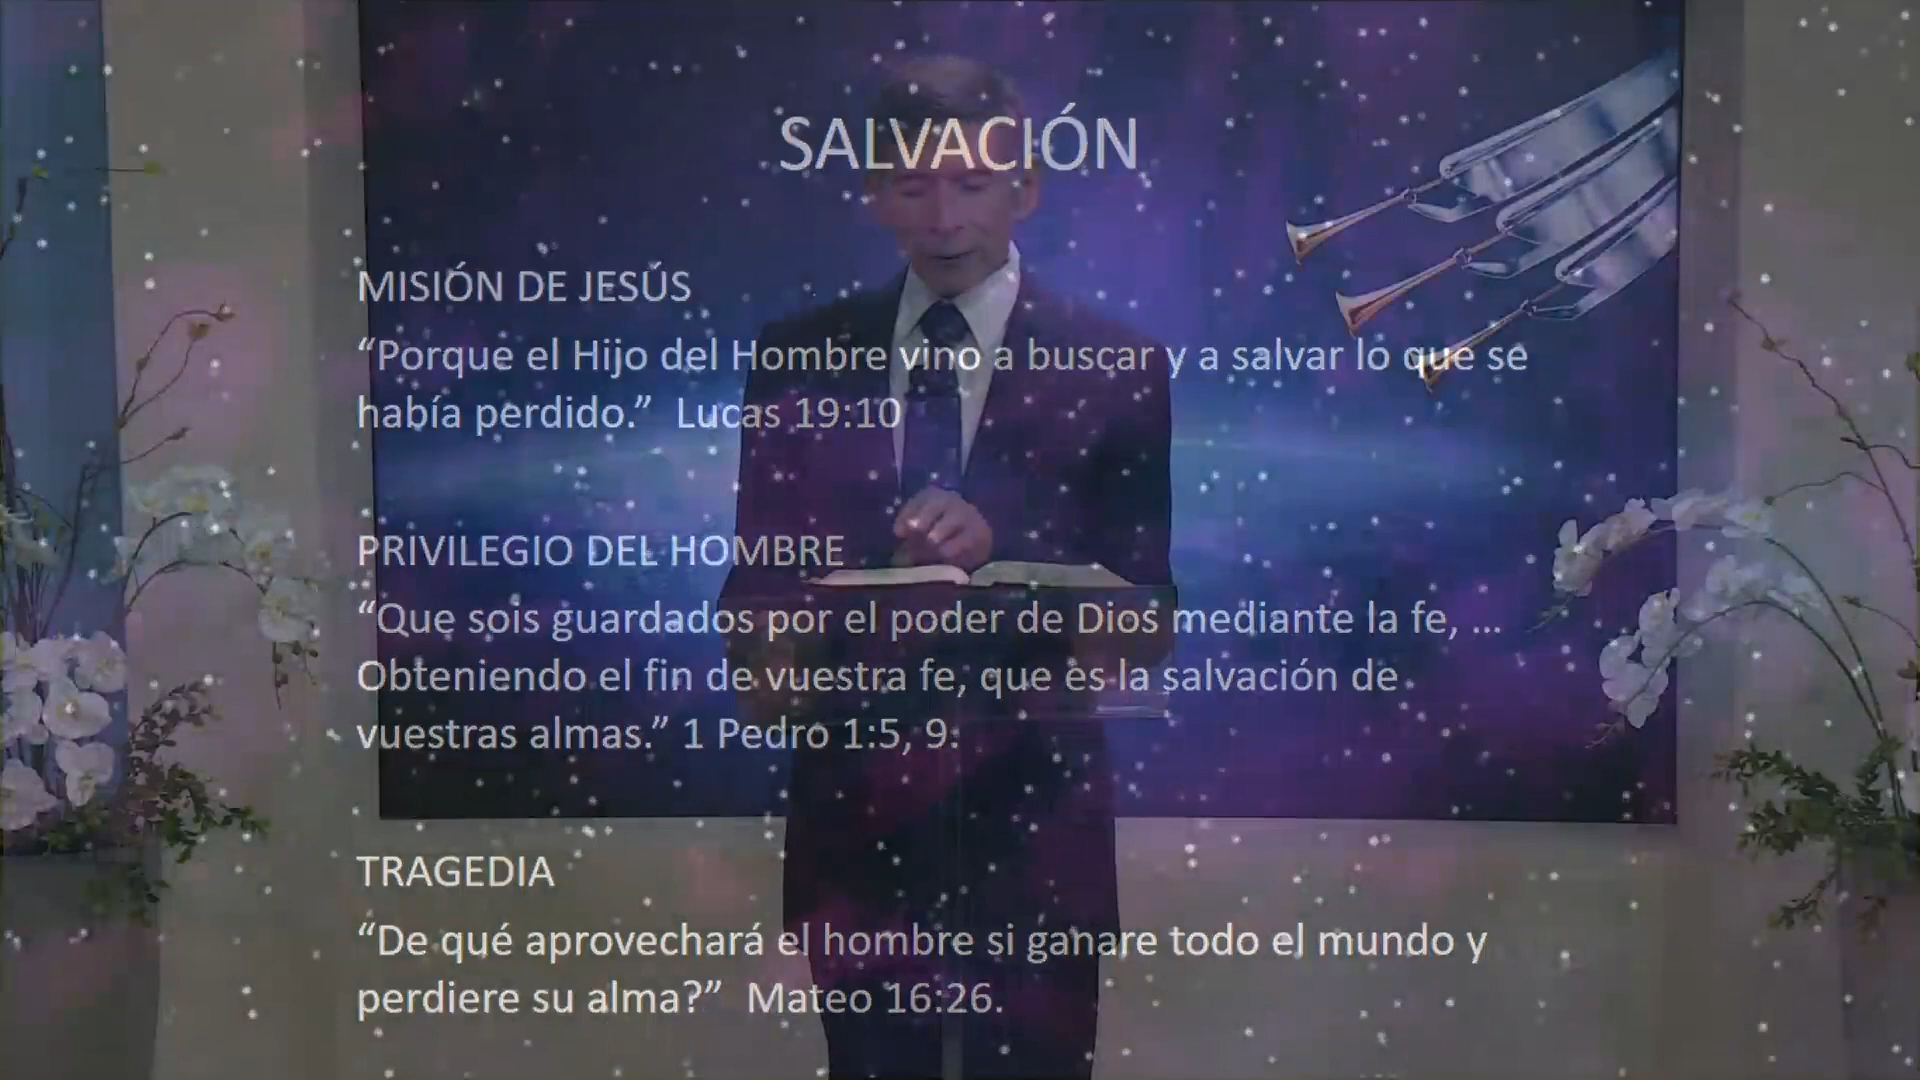 SALVACIÓN
MISIÓN DE JESÚS
“Porque el Hijo del Hombre vino a buscar y a salvar lo que se
había perdido.” Lucas 19:10
PRIVILEGIO DEL HOMBRE
“Que sois guardados por el poder de Dios mediante la fe, ...
Obteniendo el fin de vuestra fe, que es la salvación de
vuestras almas.” 1 Pedro 1:5, 9.
TRAGEDIA
“De qué aprovechará el hombre si ganare todo el mundo y
perdiere su alma?” Mateo 16:26.